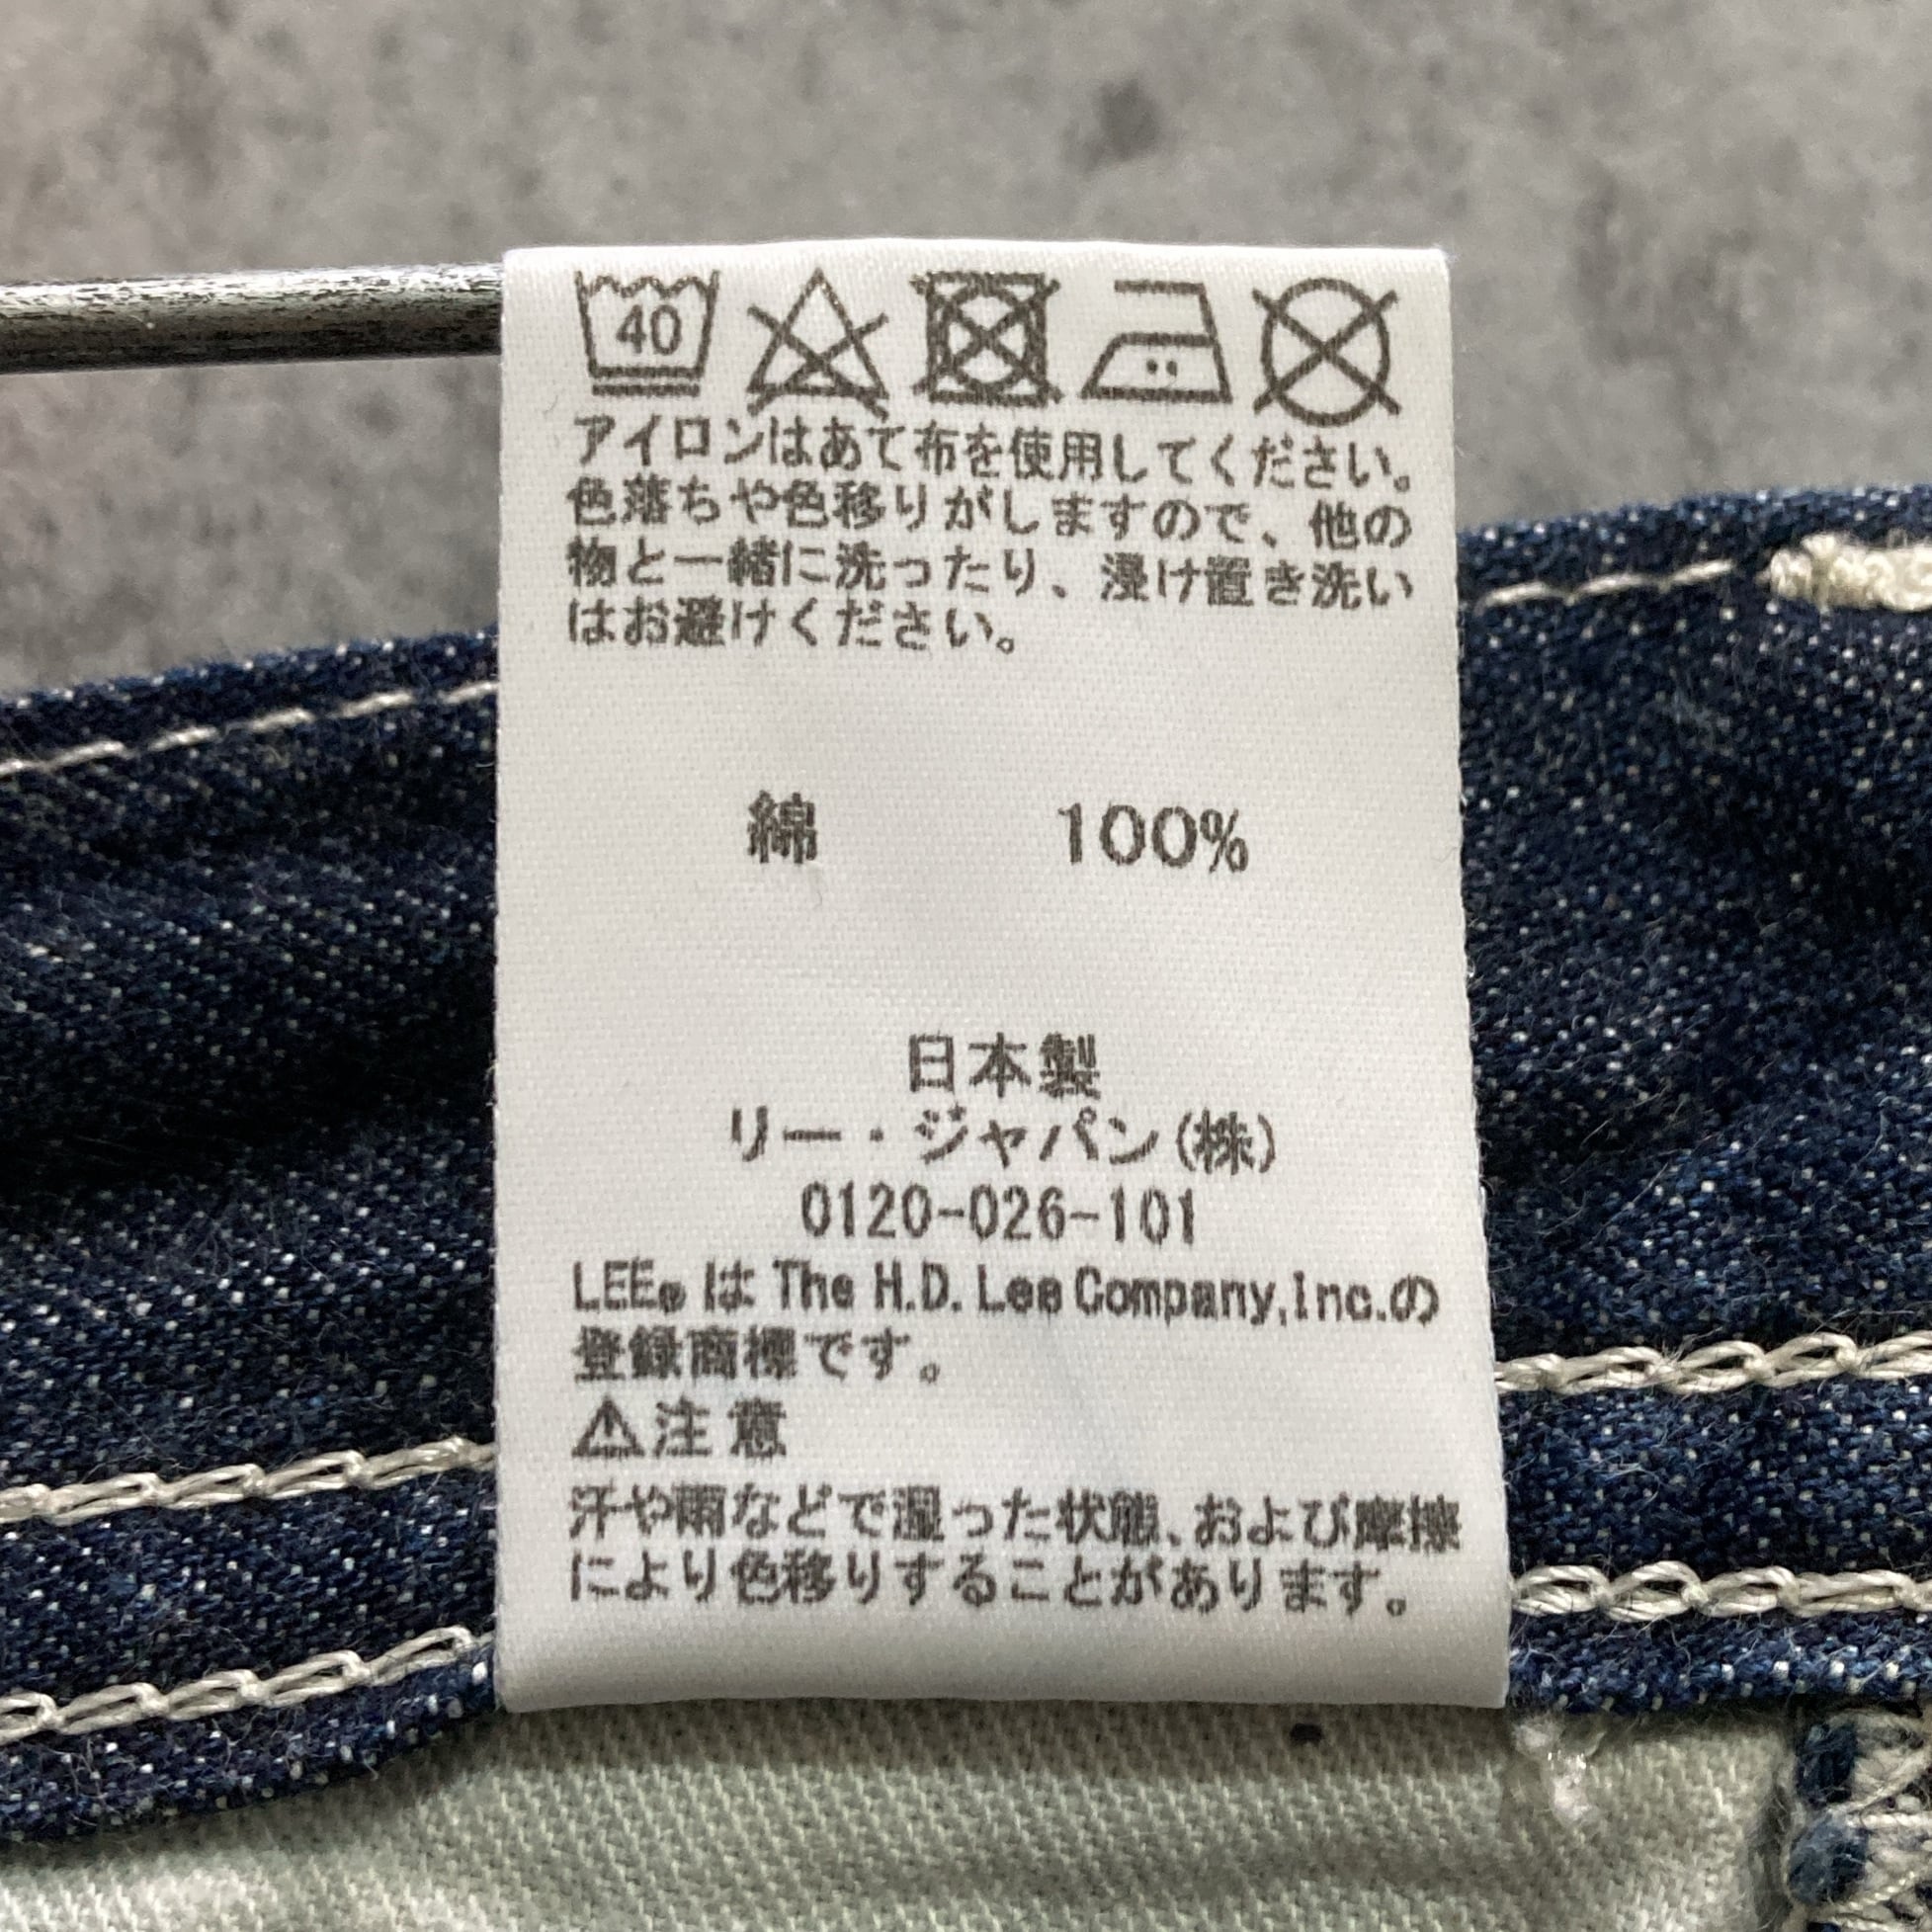 40
アイロンはあて布を使用してください。
色落ちや色移りがしますので、他の
物と一緒に洗ったり、浸け置き洗い
はお避けください。
綿 100%
日本製
リー・ジャパン(株)
0120-026-101
LEE® は The H.D. Lee Company,Inc.の
登録商標です。
⚠注意
汗や雨などで湿った状態、および摩擦
により色移りすることがあります。